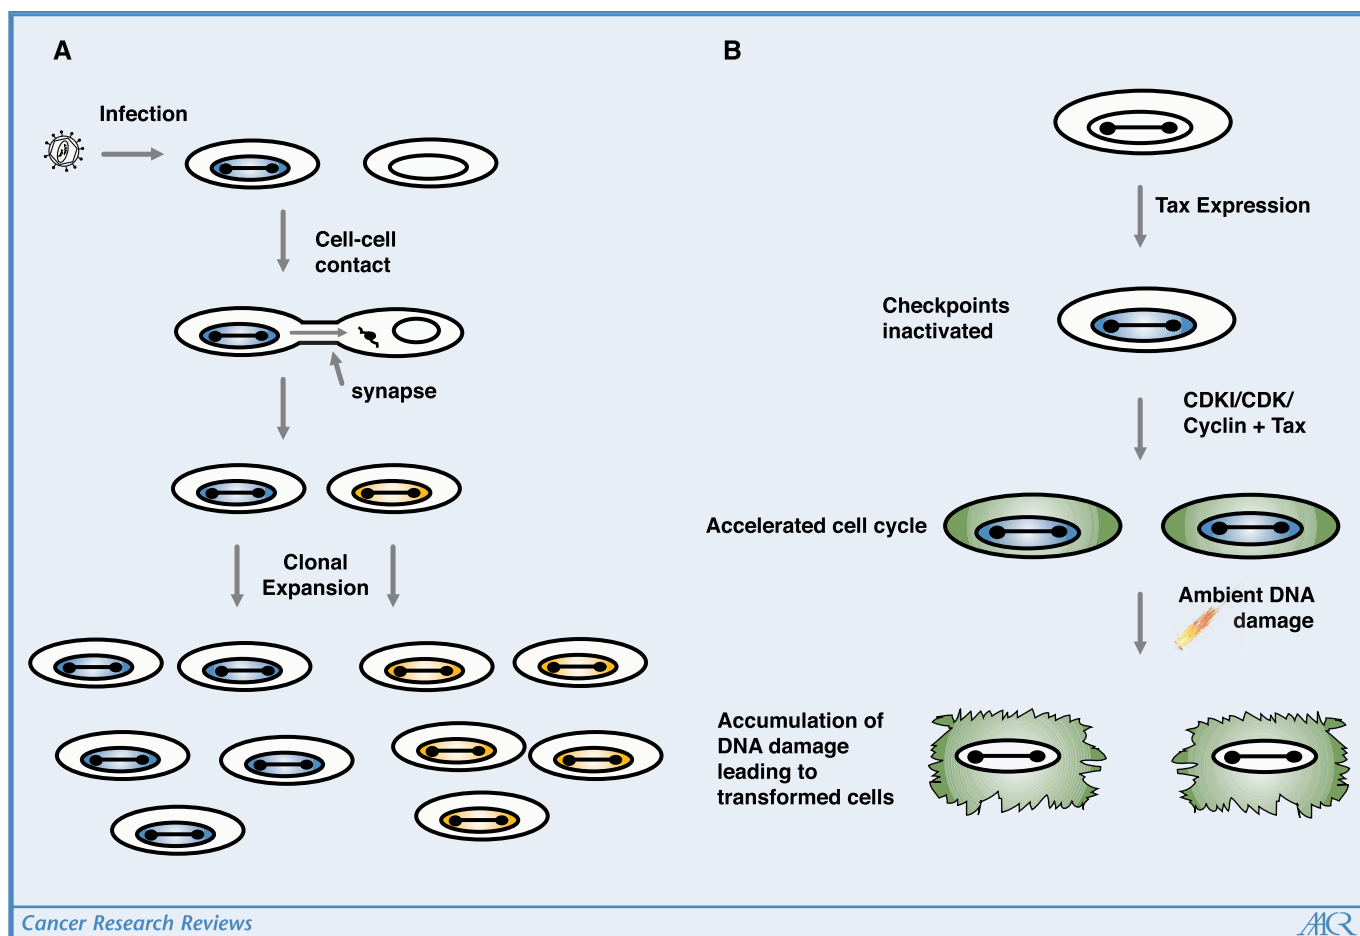 A
Infection
Cell-cell
contact
synapse
Clonal
Expansion
B
Tax Expression
Checkpoints
inactivated
CDKI/CDK/
Cyclin + Tax
Accelerated cell cycle
Ambient DNA
damage
Accumulation of
DNA damage
leading to
transformed cells
Cancer Research Reviews
AACR